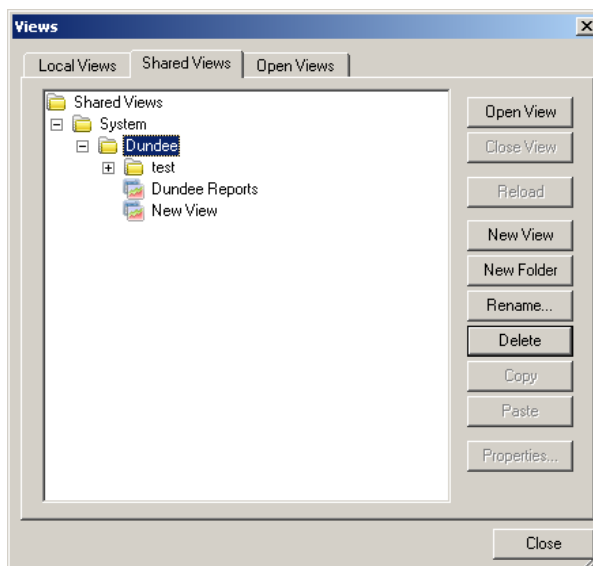 Views
Local Views Shared Views Open Views
Shared Views
System
Dundee
test
Dundee Reports
New View
Open View
Close View
Reload
New View
New Folder
Rename...
Delete
Copy
Paste
Properties...
Close